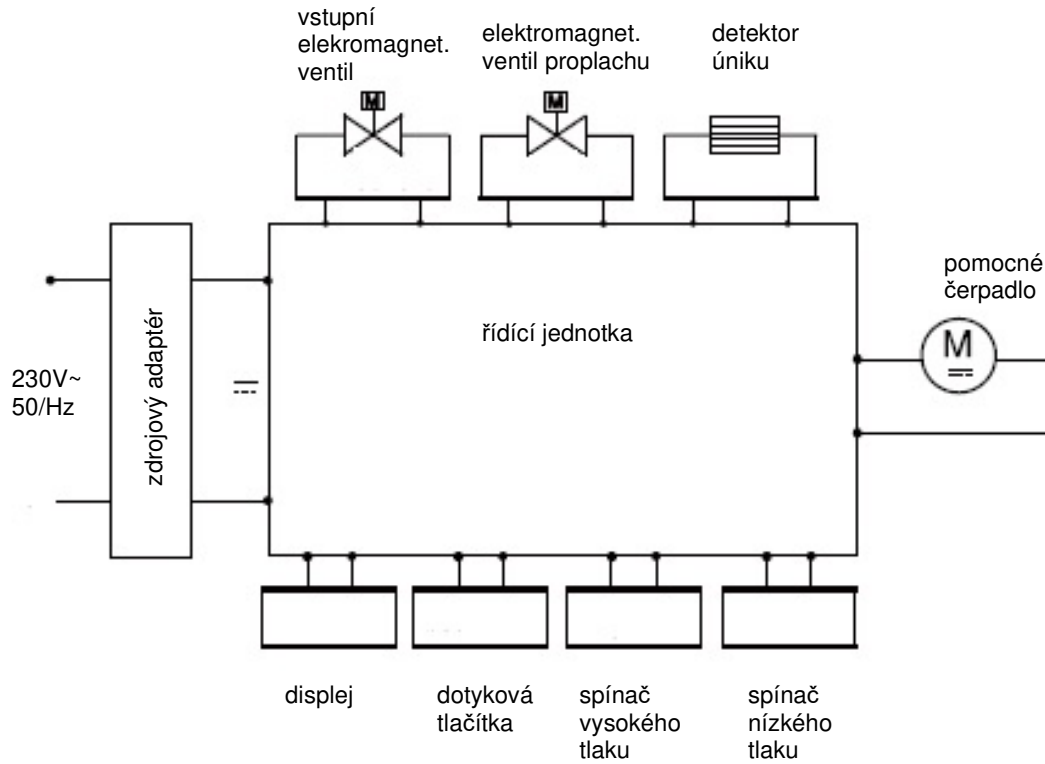 vstupní
elekromagnet.
ventil
elektromagnet.
ventil proplachu
detektor
úniku
M
M
zdrojový adaptér
230V~
50/Hz
řídící jednotka
pomocné
čerpadlo
M
displej
dotyková
tlačítka
spínač
vysokého
tlaku
spínač
nízkého
tlaku